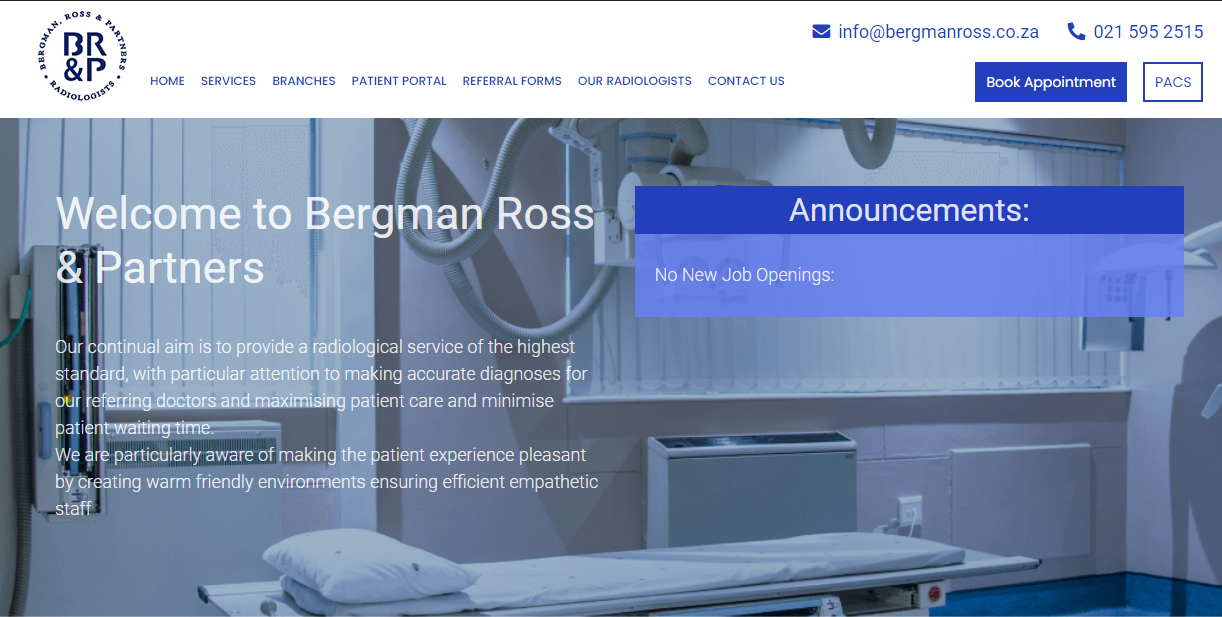 BERGMAN, ROSS & PARTNERS
BR
&P
• RADIOLOGISTS •
info@bergmanross.co.za
021 595 2515
HOME
SERVICES
BRANCHES
PATIENT PORTAL
REFERRAL FORMS
OUR RADIOLOGISTS
CONTACT US
Book Appointment
PACS
Welcome to Bergman Ross
& Partners
Our continual aim is to provide a radiological service of the highest
standard, with particular attention to making accurate diagnoses for
our referring doctors and maximising patient care and minimise
patient waiting time.
We are particularly aware of making the patient experience pleasant
by creating warm friendly environments ensuring efficient empathetic
staff
Announcements:
No New Job Openings: